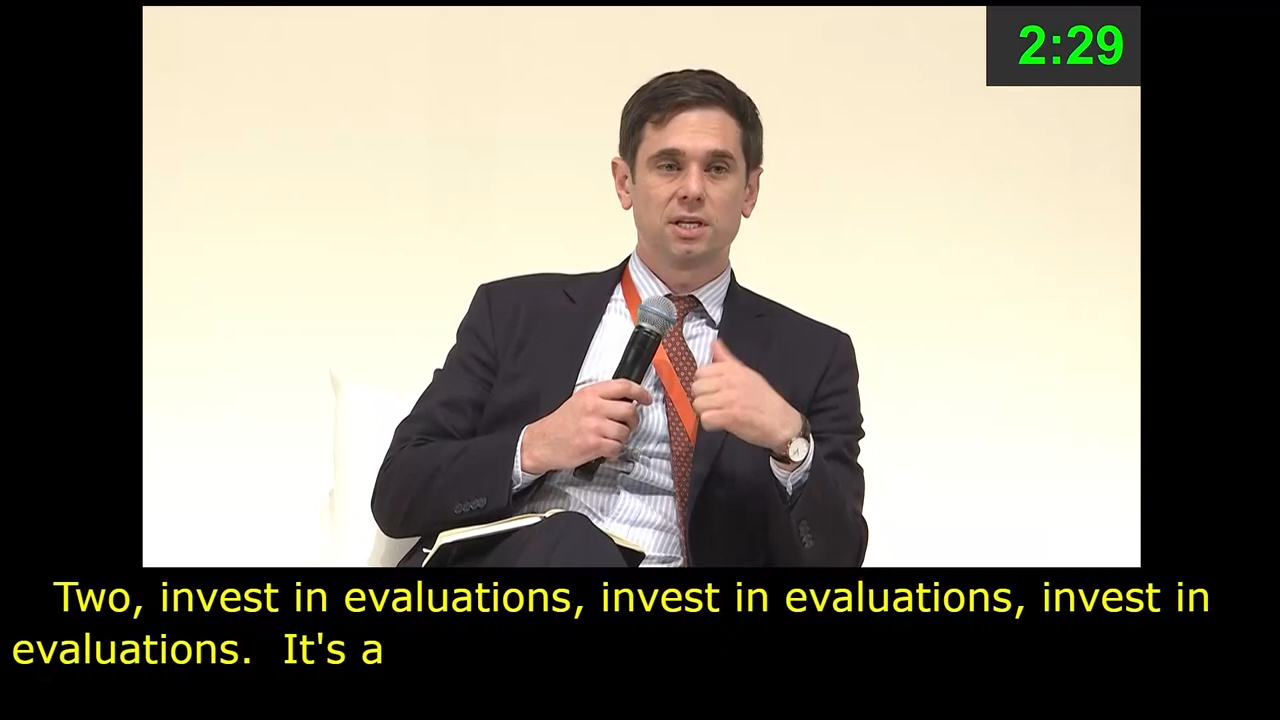 2:29
Two, invest in evaluations, invest in evaluations, invest in
evaluations.  It's a